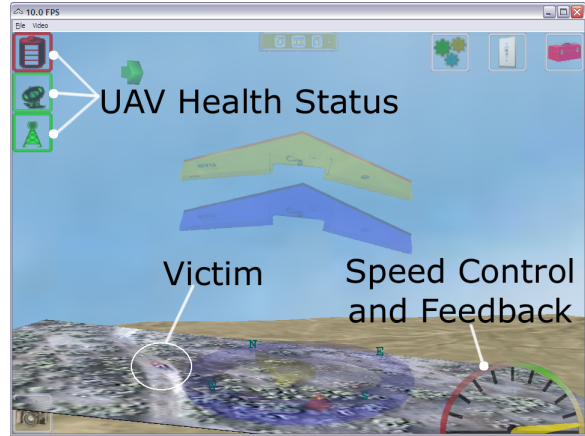 10.0 FPS
File Video
UAV Health Status
Victim
Speed Control
and Feedback
N
E
S